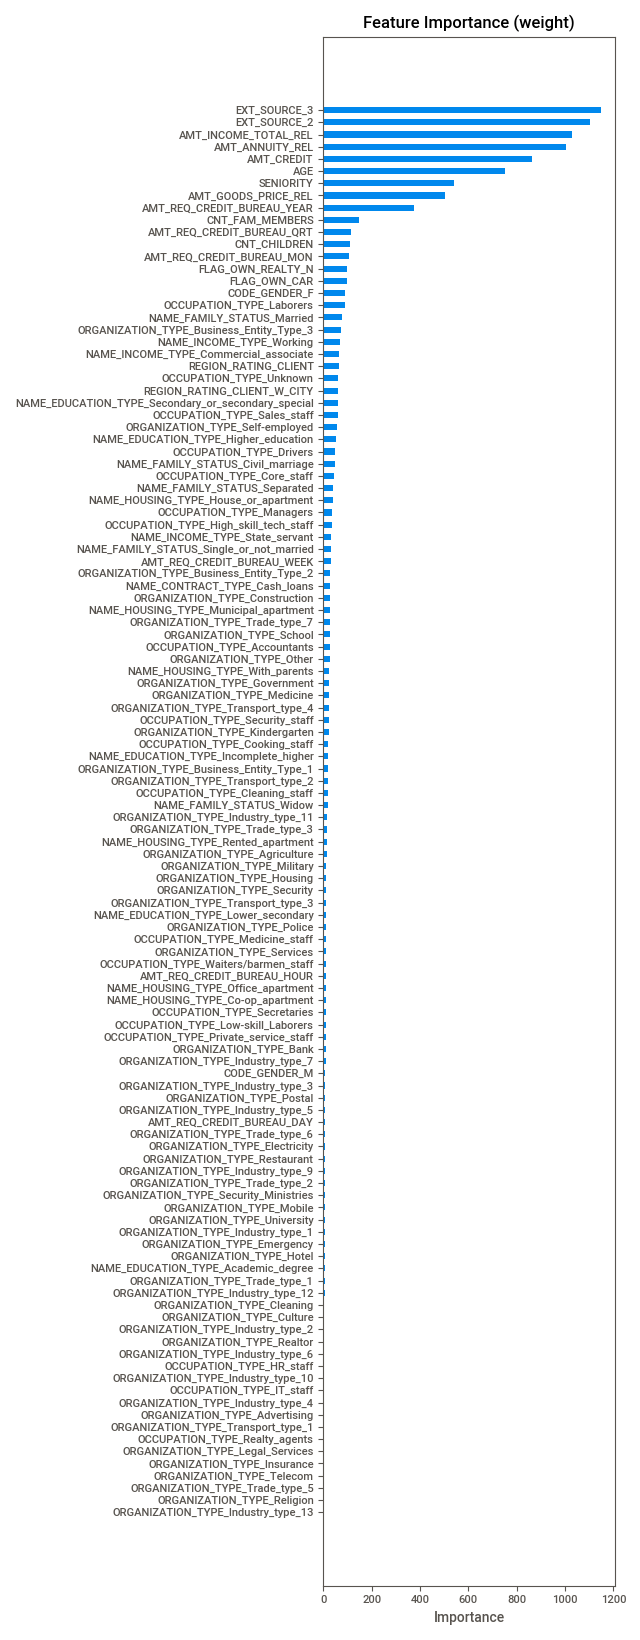 Feature Importance (weight)
EXT_SOURCE_3
EXT_SOURCE_2
AMT_INCOME_TOTAL_REL
AMT_ANNUITY_REL
AMT_CREDIT
AGE
SENIORITY
AMT_GOODS_PRICE_REL
AMT_REQ_CREDIT_BUREAU_YEAR
CNT_FAM_MEMBERS
AMT_REQ_CREDIT_BUREAU_QRT
CNT_CHILDREN
AMT_REQ_CREDIT_BUREAU_MON
FLAG_OWN_REALTY_N
FLAG_OWN_CAR
CODE_GENDER_F
OCCUPATION_TYPE_Laborers
NAME_FAMILY_STATUS_Married
ORGANIZATION_TYPE_Business_Entity_Type_3
NAME_INCOME_TYPE_Working
NAME_INCOME_TYPE_Commercial_associate
REGION_RATING_CLIENT
OCCUPATION_TYPE_Unknown
REGION_RATING_CLIENT_W_CITY
NAME_EDUCATION_TYPE_Secondary_or_secondary_special
OCCUPATION_TYPE_Sales_staff
ORGANIZATION_TYPE_Self-employed
NAME_EDUCATION_TYPE_Higher_education
OCCUPATION_TYPE_Drivers
NAME_FAMILY_STATUS_Civil_marriage
OCCUPATION_TYPE_Core_staff
NAME_FAMILY_STATUS_Separated
NAME_HOUSING_TYPE_House_or_apartment
OCCUPATION_TYPE_Managers
OCCUPATION_TYPE_High_skill_tech_staff
NAME_INCOME_TYPE_State_servant
NAME_FAMILY_STATUS_Single_or_not_married
AMT_REQ_CREDIT_BUREAU_WEEK
ORGANIZATION_TYPE_Business_Entity_Type_2
NAME_CONTRACT_TYPE_Cash_loans
ORGANIZATION_TYPE_Construction
NAME_HOUSING_TYPE_Municipal_apartment
ORGANIZATION_TYPE_Trade_type_7
ORGANIZATION_TYPE_School
OCCUPATION_TYPE_Accountants
ORGANIZATION_TYPE_Other
NAME_HOUSING_TYPE_With_parents
ORGANIZATION_TYPE_Government
ORGANIZATION_TYPE_Medicine
ORGANIZATION_TYPE_Transport_type_4
OCCUPATION_TYPE_Security_staff
ORGANIZATION_TYPE_Kindergarten
OCCUPATION_TYPE_Cooking_staff
NAME_EDUCATION_TYPE_Incomplete_higher
ORGANIZATION_TYPE_Business_Entity_Type_1
ORGANIZATION_TYPE_Transport_type_2
OCCUPATION_TYPE_Cleaning_staff
NAME_FAMILY_STATUS_Widow
ORGANIZATION_TYPE_Industry_type_11
ORGANIZATION_TYPE_Trade_type_3
NAME_HOUSING_TYPE_Rented_apartment
ORGANIZATION_TYPE_Agriculture
ORGANIZATION_TYPE_Military
ORGANIZATION_TYPE_Housing
ORGANIZATION_TYPE_Security
ORGANIZATION_TYPE_Transport_type_3
NAME_EDUCATION_TYPE_Lower_secondary
ORGANIZATION_TYPE_Police
OCCUPATION_TYPE_Medicine_staff
ORGANIZATION_TYPE_Services
OCCUPATION_TYPE_Waiters/barmen_staff
AMT_REQ_CREDIT_BUREAU_HOUR
NAME_HOUSING_TYPE_Office_apartment
NAME_HOUSING_TYPE_Co-op_apartment
OCCUPATION_TYPE_Secretaries
OCCUPATION_TYPE_Low-skill_Laborers
OCCUPATION_TYPE_Private_service_staff
ORGANIZATION_TYPE_Bank
ORGANIZATION_TYPE_Industry_type_7
CODE_GENDER_M
ORGANIZATION_TYPE_Industry_type_3
ORGANIZATION_TYPE_Postal
ORGANIZATION_TYPE_Industry_type_5
AMT_REQ_CREDIT_BUREAU_DAY
ORGANIZATION_TYPE_Trade_type_6
ORGANIZATION_TYPE_Electricity
ORGANIZATION_TYPE_Restaurant
ORGANIZATION_TYPE_Industry_type_9
ORGANIZATION_TYPE_Trade_type_2
ORGANIZATION_TYPE_Security_Ministries
ORGANIZATION_TYPE_Mobile
ORGANIZATION_TYPE_University
ORGANIZATION_TYPE_Industry_type_1
ORGANIZATION_TYPE_Emergency
ORGANIZATION_TYPE_Hotel
NAME_EDUCATION_TYPE_Academic_degree
ORGANIZATION_TYPE_Trade_type_1
ORGANIZATION_TYPE_Industry_type_12
ORGANIZATION_TYPE_Cleaning
ORGANIZATION_TYPE_Culture
ORGANIZATION_TYPE_Industry_type_2
ORGANIZATION_TYPE_Realtor
ORGANIZATION_TYPE_Industry_type_6
OCCUPATION_TYPE_HR_staff
ORGANIZATION_TYPE_Industry_type_10
OCCUPATION_TYPE_IT_staff
ORGANIZATION_TYPE_Industry_type_4
ORGANIZATION_TYPE_Advertising
ORGANIZATION_TYPE_Transport_type_1
OCCUPATION_TYPE_Realty_agents
ORGANIZATION_TYPE_Legal_Services
ORGANIZATION_TYPE_Insurance
ORGANIZATION_TYPE_Telecom
ORGANIZATION_TYPE_Trade_type_5
ORGANIZATION_TYPE_Religion
ORGANIZATION_TYPE_Industry_type_13
0 200 400 600 800 1000 1200
Importance